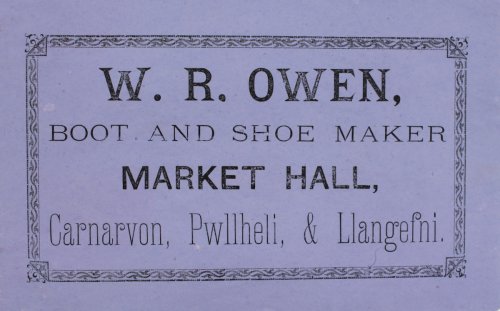 W. R. OWEN,
BOOT AND SHOE MAKER
MARKET HALL,
Carnarvon, Pwllheli, & Llangefni.